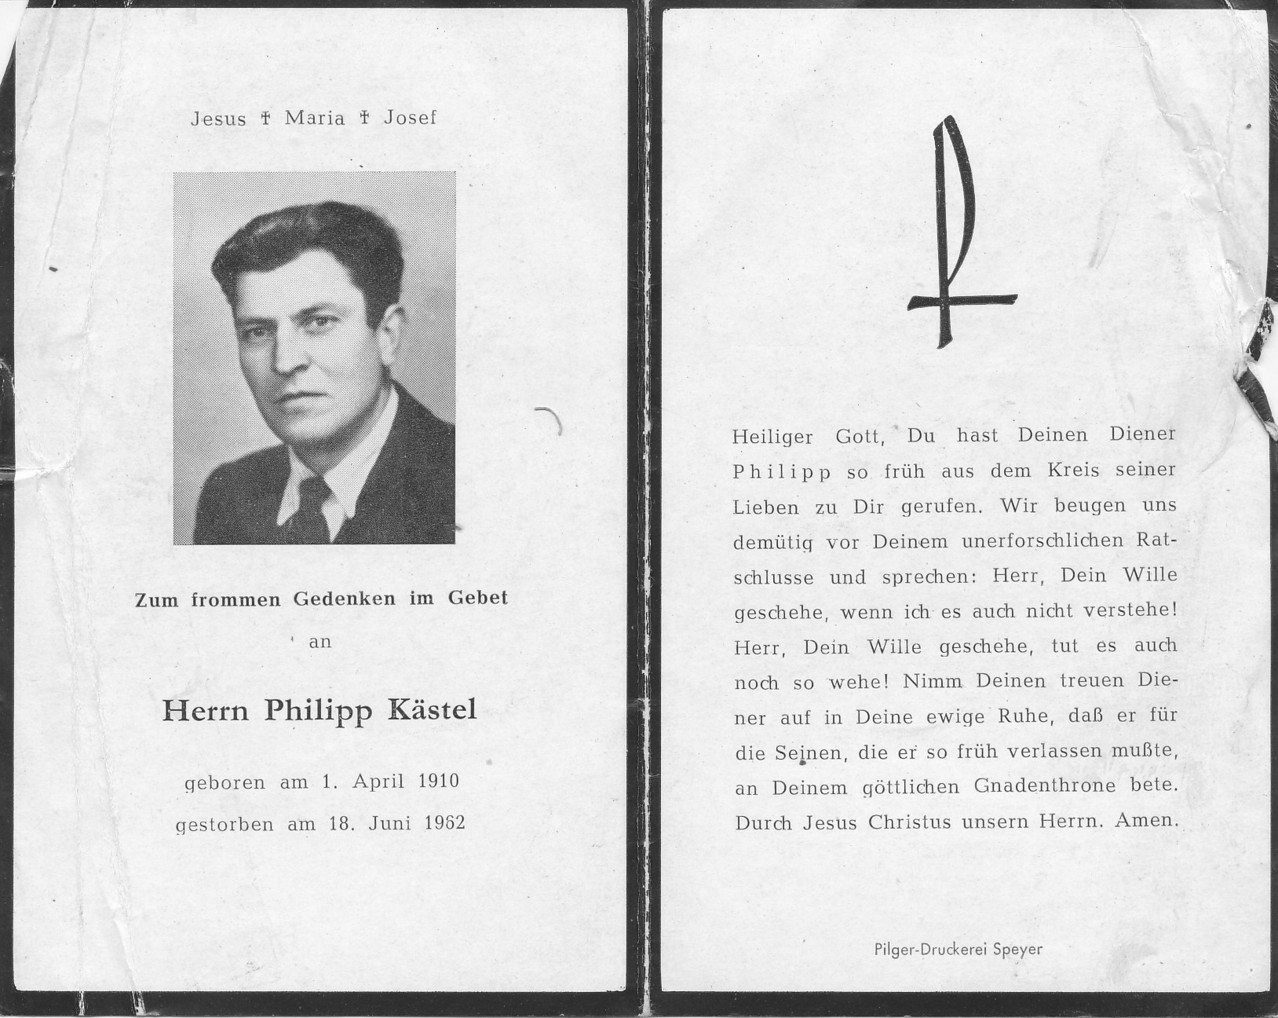 Jesus ✝ Maria ✝ Josef
Zum frommen Gedenken im Gebet
an
Herrn Philipp Kästel
geboren am 1. April 1910
gestorben am 18. Juni 1962
Heiliger Gott, Du hast Deinen Diener
Philipp so früh aus dem Kreis seiner
Lieben zu Dir gerufen. Wir beugen uns
demütig vor Deinem unerforschlichen Rat-
schlusse und sprechen: Herr, Dein Wille
geschehe, wenn ich es auch nicht verstehe!
Herr, Dein Wille geschehe, tut es auch
noch so wehe! Nimm Deinen treuen Die-
ner auf in Deine ewige Ruhe, daß er für
die Seinen, die er so früh verlassen mußte,
an Deinem göttlichen Gnadenthrone bete.
Durch Jesus Christus unsern Herrn. Amen.
Pilger-Druckerei Speyer